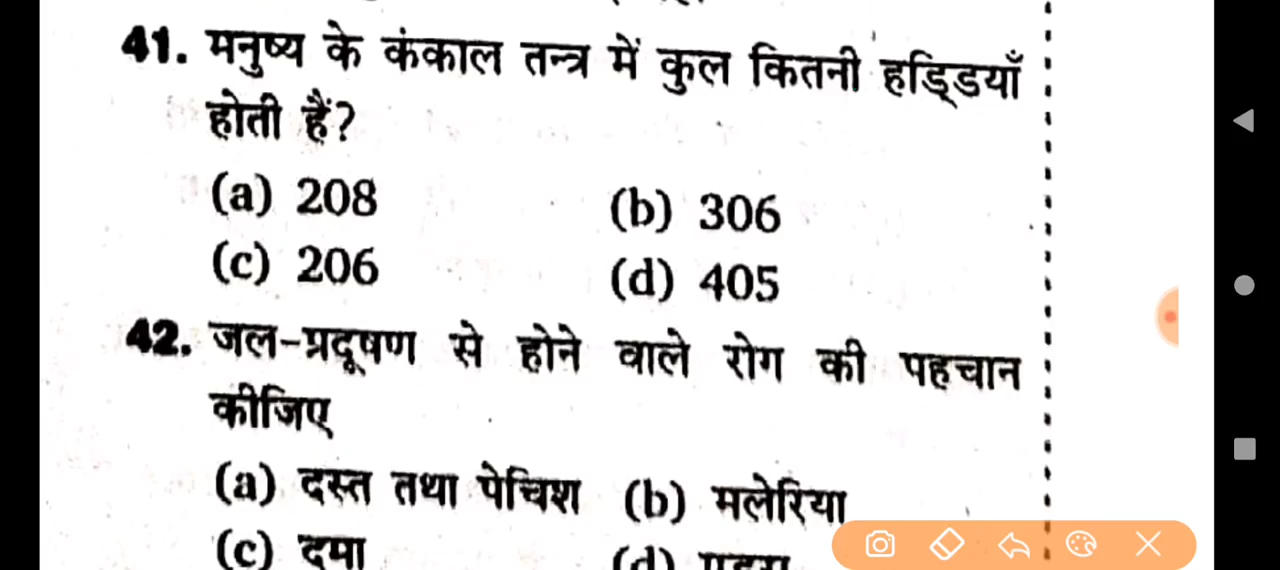 41. मनुष्य के कंकाल तन्त्र में कुल कितनी हड्डियाँ
होती हैं?
(a) 208 (b) 306
(c) 206 (d) 405
42. जल-प्रदूषण से होने वाले रोग की पहचान
कीजिए
(a) दस्त तथा पेचिश (b) मलेरिया
(c) दमा (d)